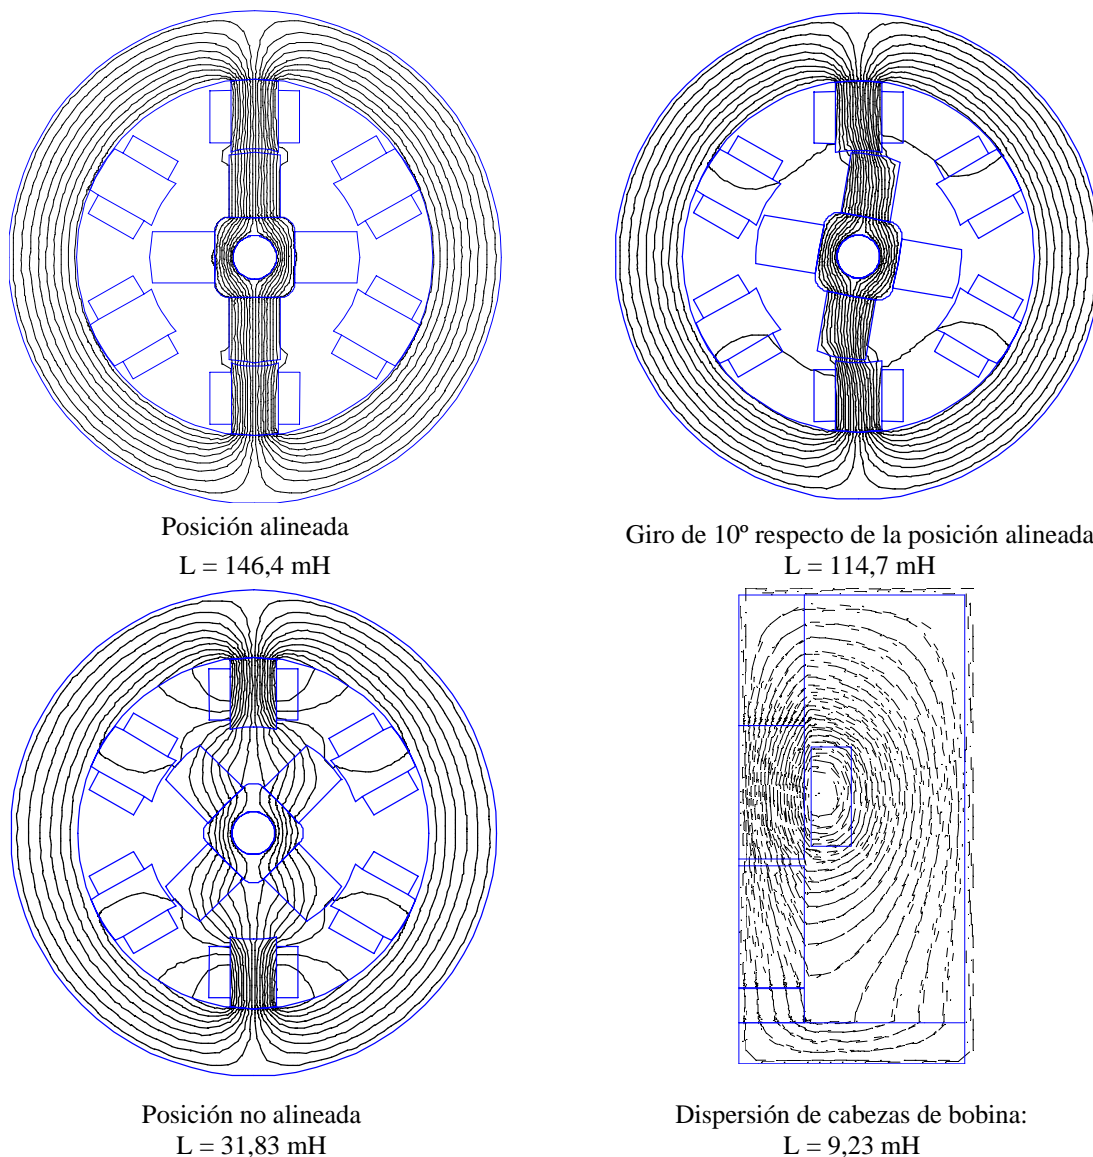 Posición alineada
L = 146,4 mH
Giro de 10º respecto de la posición alineada
L = 114,7 mH
Posición no alineada
L = 31,83 mH
Dispersión de cabezas de bobina:
L = 9,23 mH